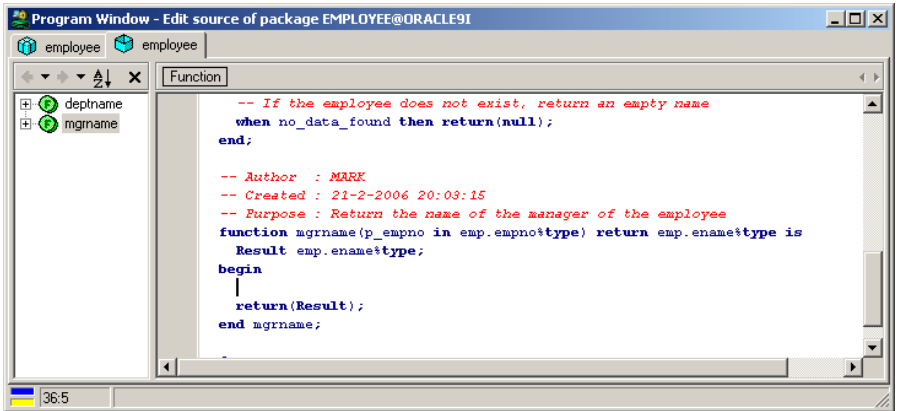 Program Window - Edit source of package EMPLOYEE@ORACLE9I
employee employee
Function
deptname
mgrname
-- If the employee does not exist, return an empty name
when no_data_found then return(null);
end;
-- Author : MARK
-- Created : 21-2-2006 20:03:15
-- Purpose : Return the name of the manager of the employee
function mgrname(p_empno in emp.empno%type) return emp.ename%type is
Result emp.ename%type;
begin
return(Result);
end mgrname;
36:5